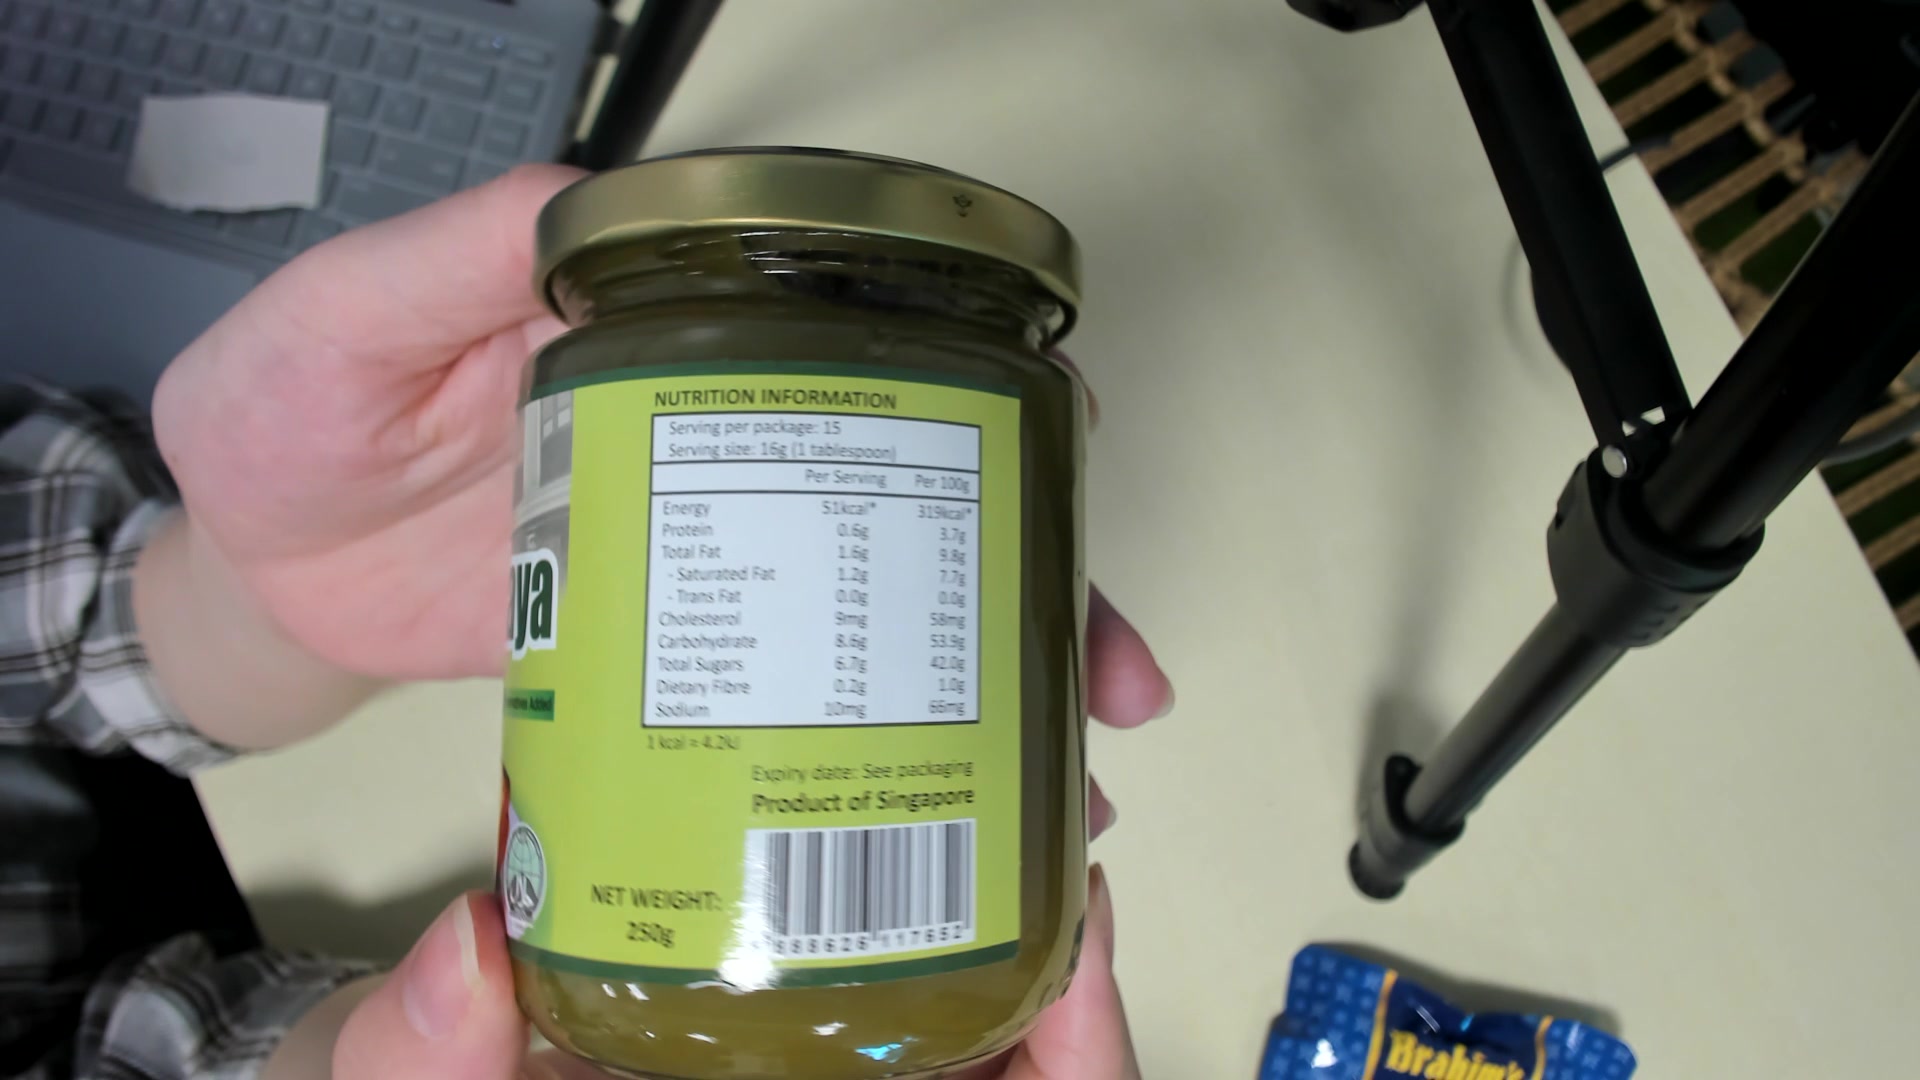 NUTRITION INFORMATION
Serving per package: 15
Serving size: 16g (1 tablespoon)
Per Serving Per 100g
Energy 51kcal* 319kcal*
Protein 0.6g 3.7g
Total Fat 1.6g 9.8g
- Saturated Fat 1.2g 7.7g
- Trans Fat 0.0g 0.0g
Cholesterol 9mg 58mg
Carbohydrate 8.6g 53.9g
Total Sugars 6.7g 42.0g
Dietary Fibre 0.2g 1.0g
Sodium 10mg 66mg
1 kcal = 4.2kJ
Expiry date: See packaging
Product of Singapore
NET WEIGHT:
250g
888626 117652
aya
Added
Brahim's